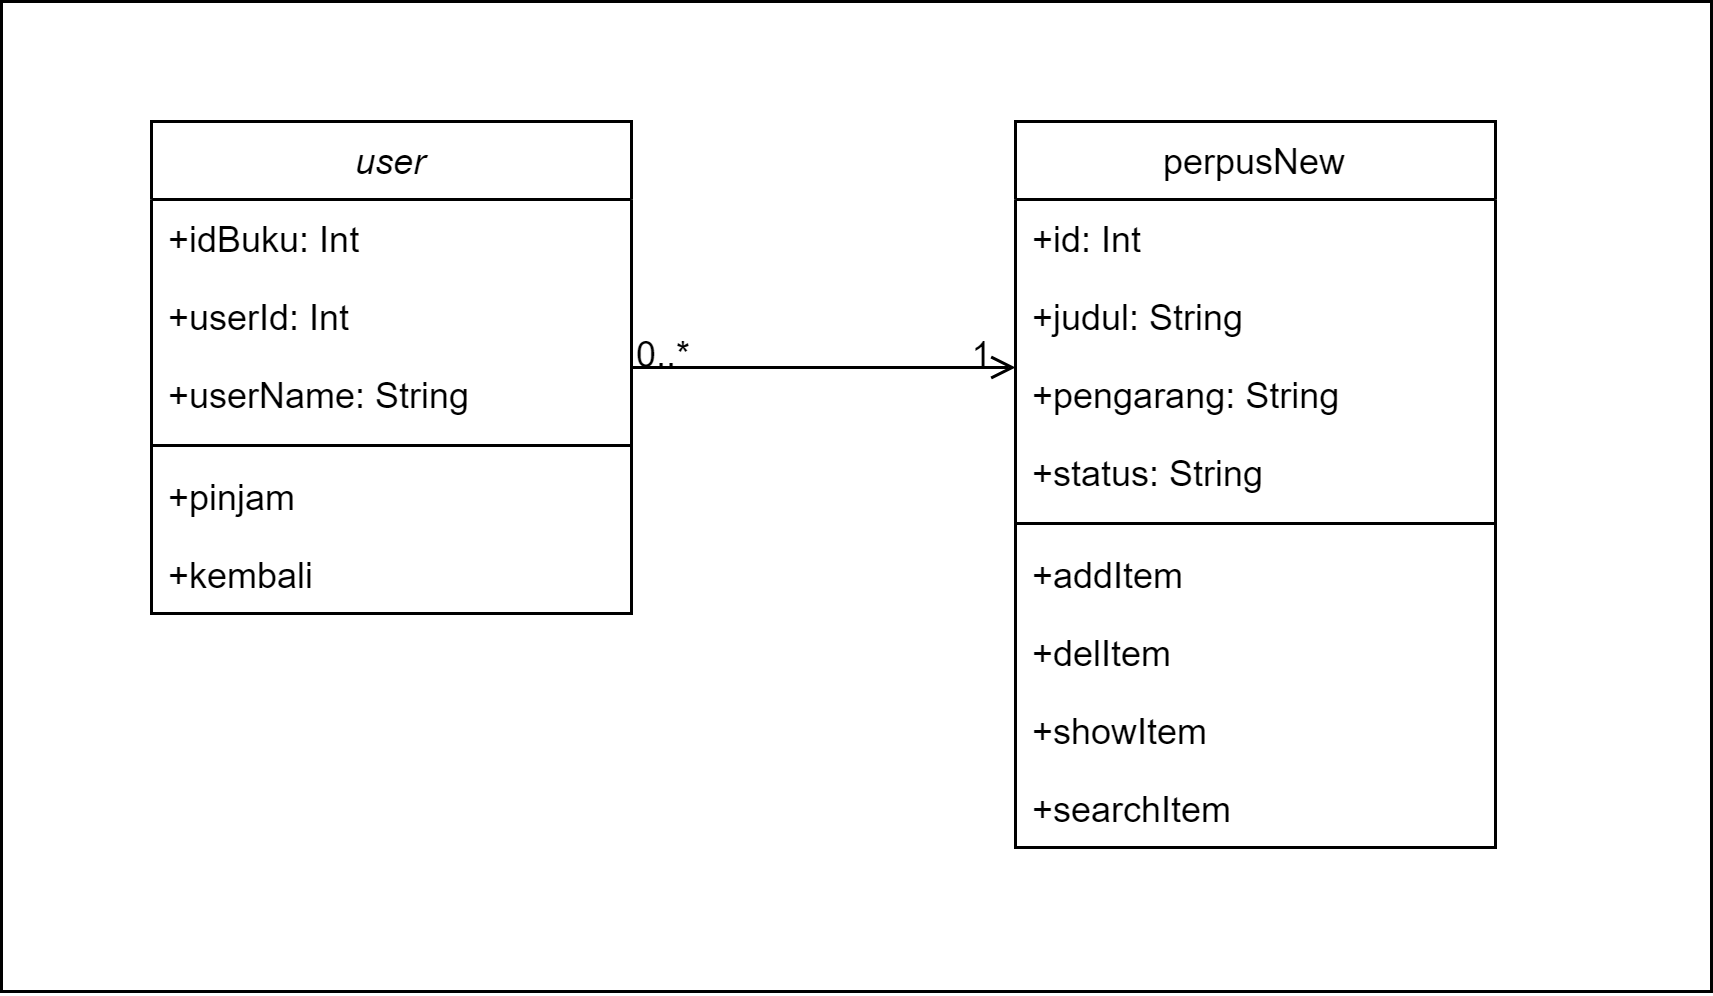 user
+idBuku: Int
+userId: Int
+userName: String
+pinjam
+kembali
0..*
1
perpusNew
+id: Int
+judul: String
+pengarang: String
+status: String
+addItem
+delItem
+showItem
+searchItem